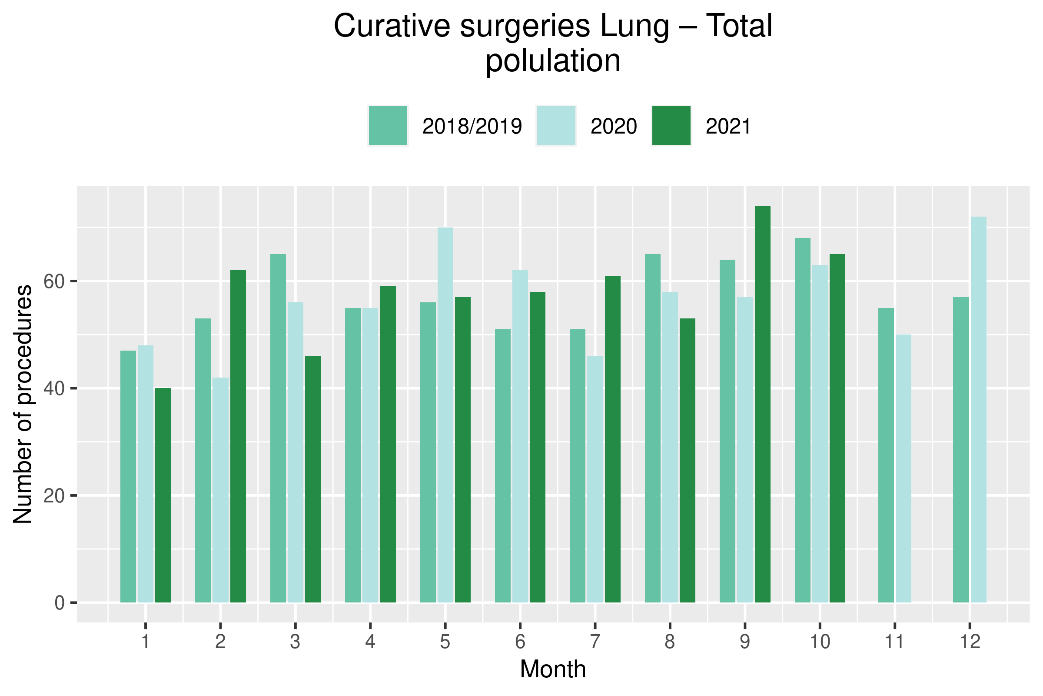 Curative surgeries Lung – Total
polulation
2018/2019 2020 2021
Number of procedures
60
40
20
0
1 2 3 4 5 6 7 8 9 10 11 12
Month